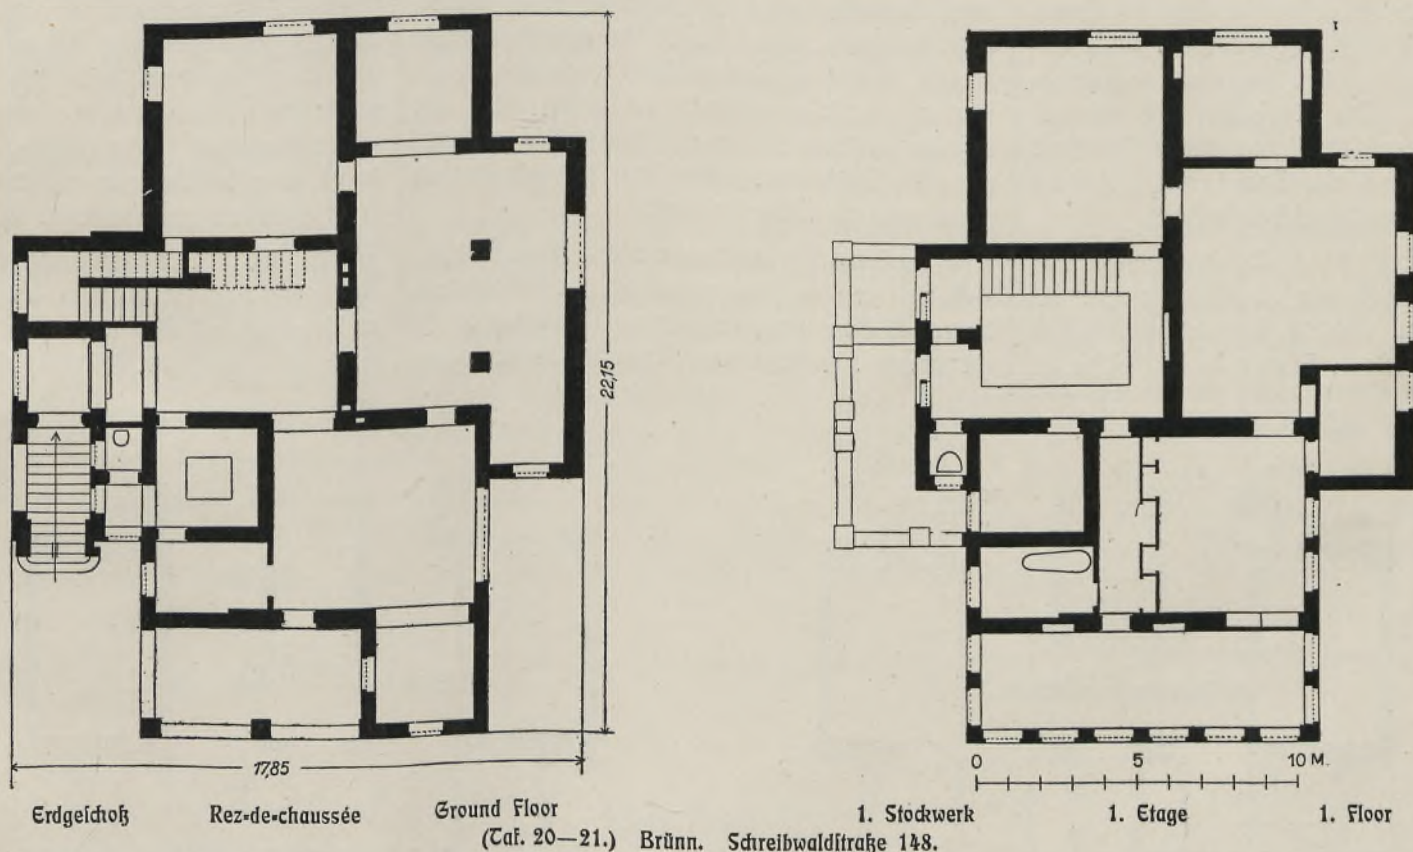 22,15
17,85
0 5 10 M.
Erdgeschoß Rez-de-chaussée Ground Floor
1. Stockwerk 1. Etage 1. Floor
(Taf. 20—21.) Brünn. Schreibwaldstraße 148.